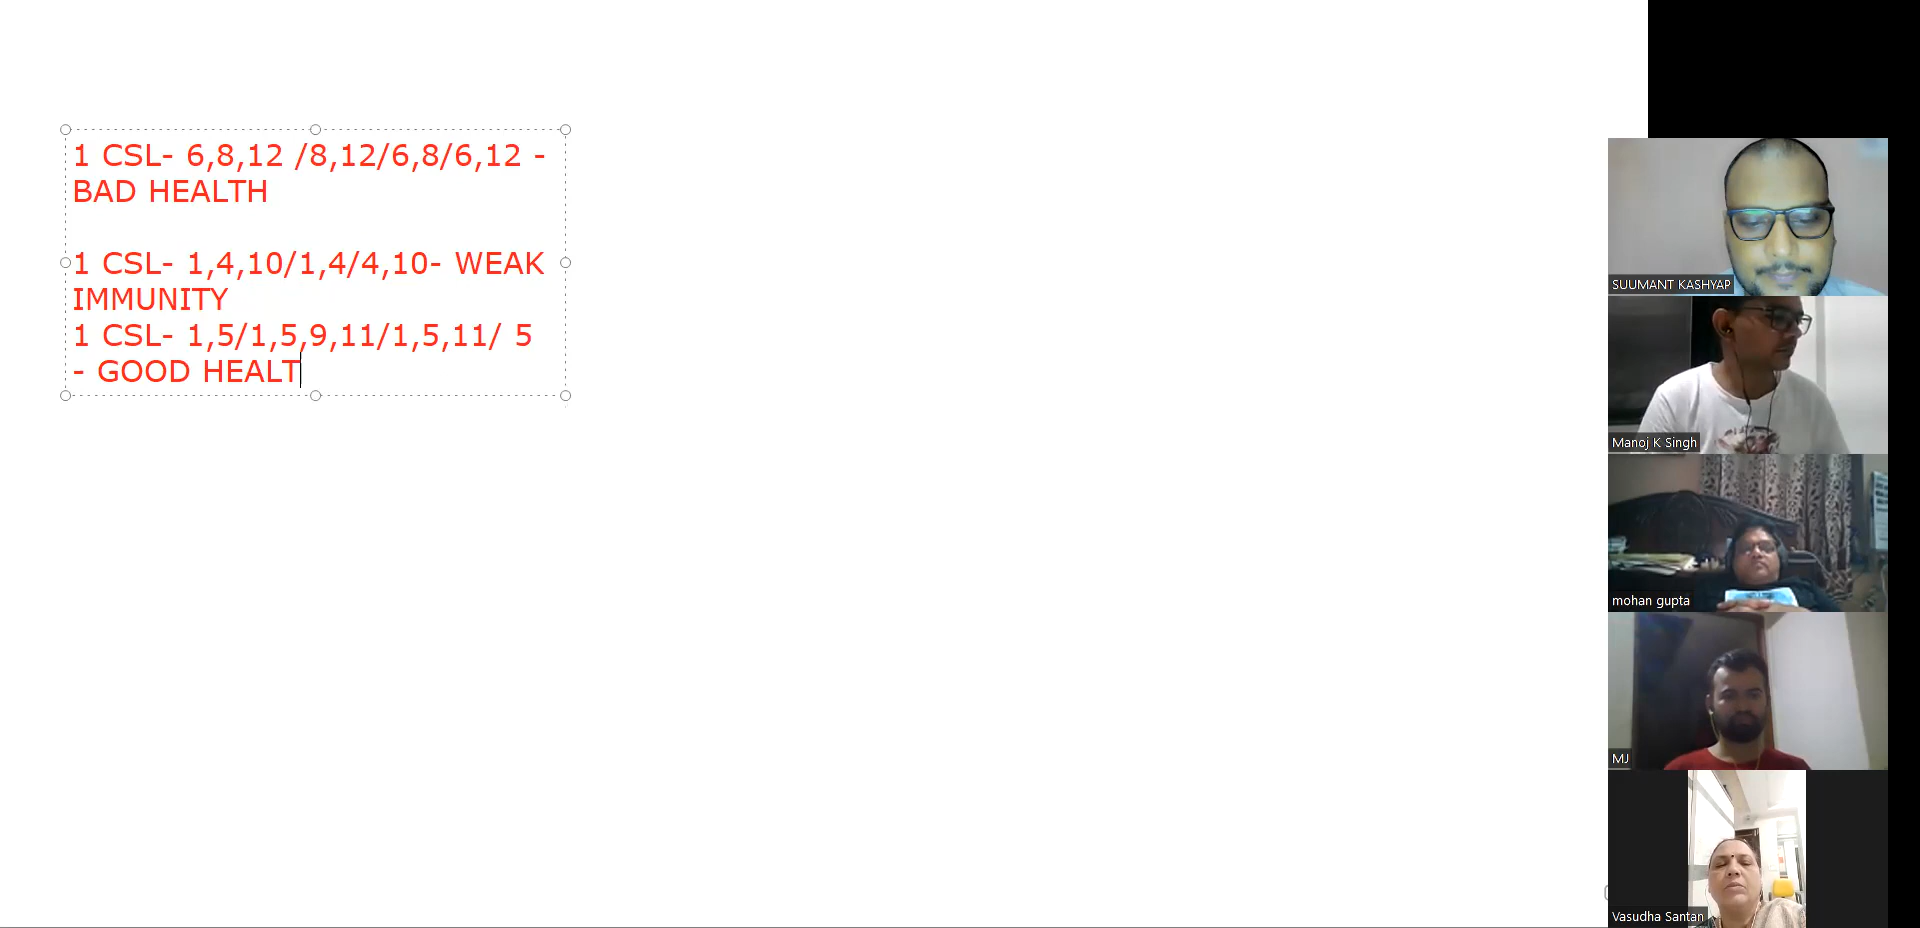 1 CSL- 6,8,12 /8,12/6,8/6,12 -
BAD HEALTH
1 CSL- 1,4,10/1,4/4,10- WEAK
IMMUNITY
1 CSL- 1,5/1,5,9,11/1,5,11/ 5
- GOOD HEALT
SUUMANT KASHYAP
Manoj K Singh
mohan gupta
MJ
Vasudha Santan